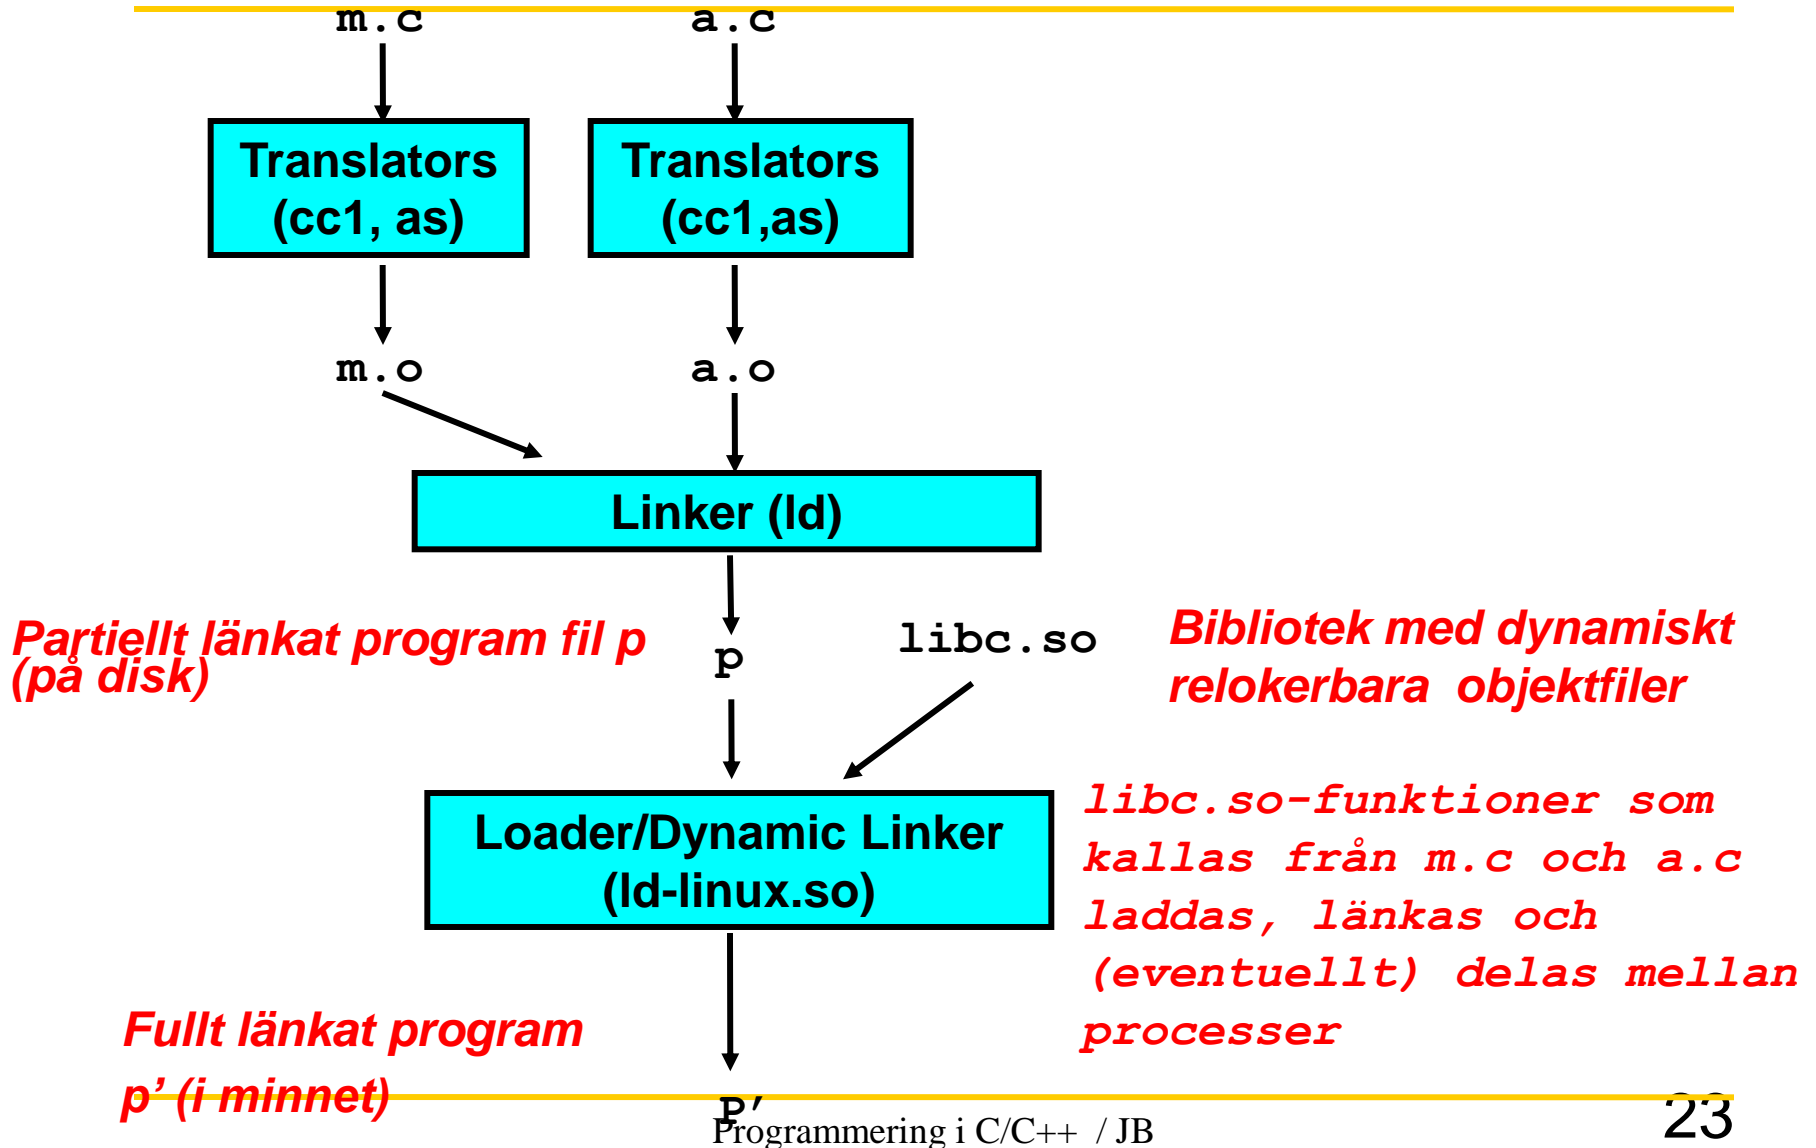 m.c
a.c
Translators
(cc1, as)
Translators
(cc1,as)
m.o
a.o
Linker (ld)
Partiellt länkat program fil p
(på disk)
p
libc.so
Bibliotek med dynamiskt
relokerbara objektfiler
Loader/Dynamic Linker
(ld-linux.so)
libc.so-funktioner som
kallas från m.c och a.c
laddas, länkas och
(eventuellt) delas mellan
processer
Fullt länkat program
p’ (i minnet)
P’
Programmering i C/C++ / JB
23